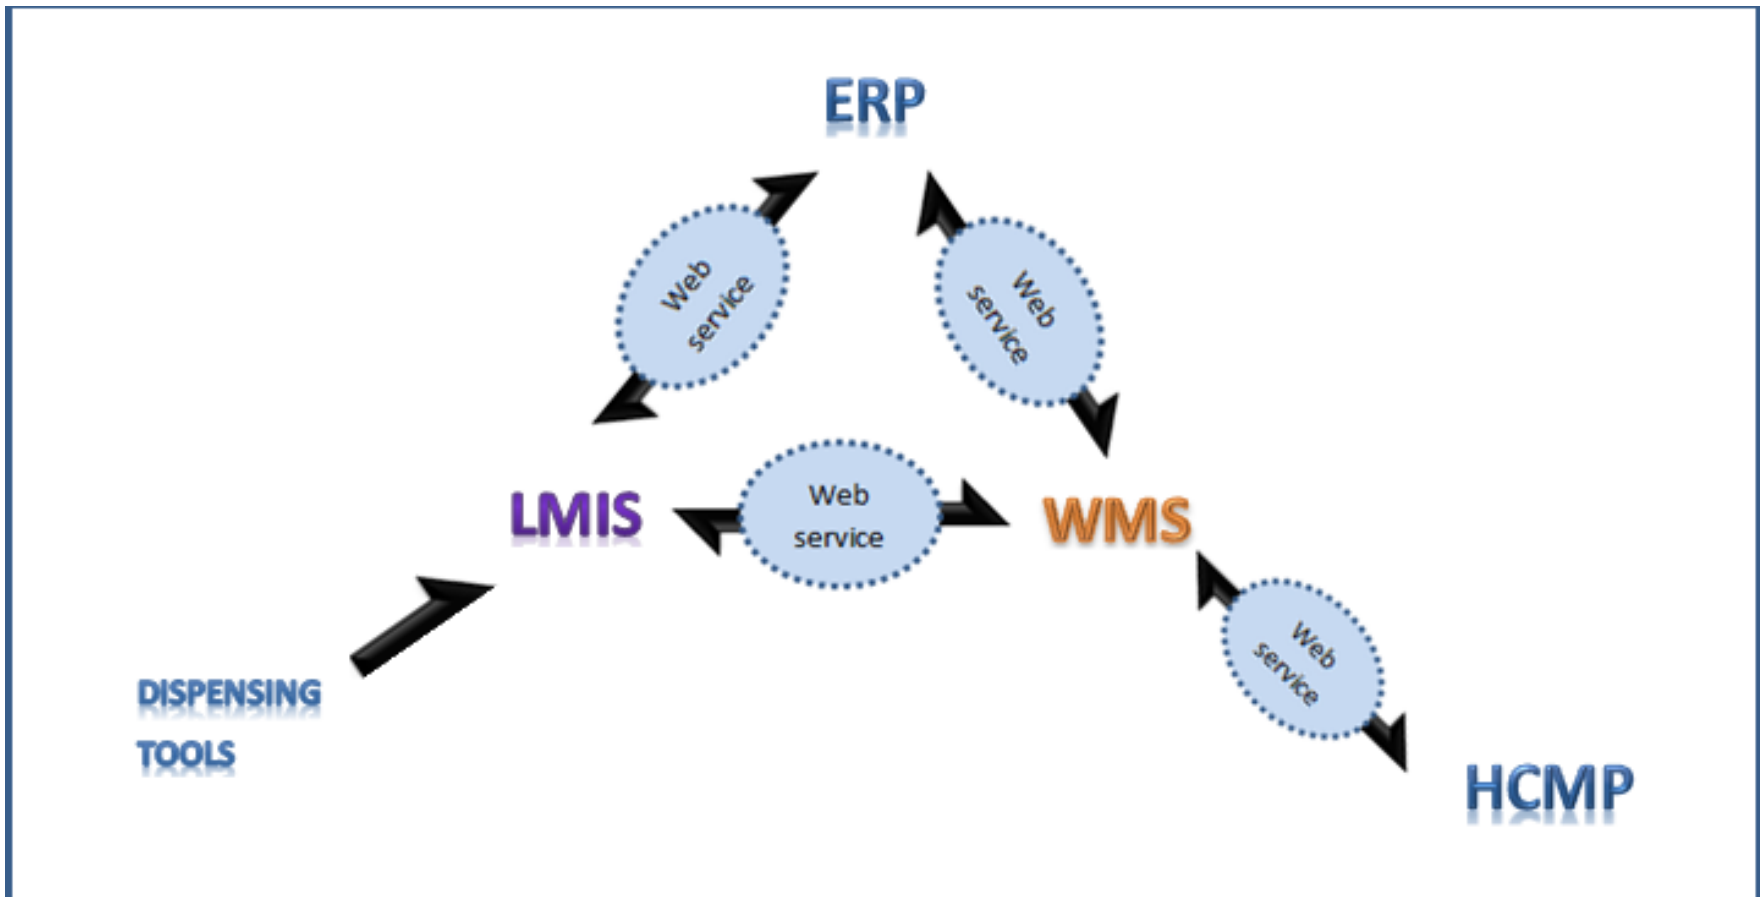 ERP
Web
service
Web
service
LMIS
Web
service
WMS
Web
service
DISPENSING
TOOLS
HCMP